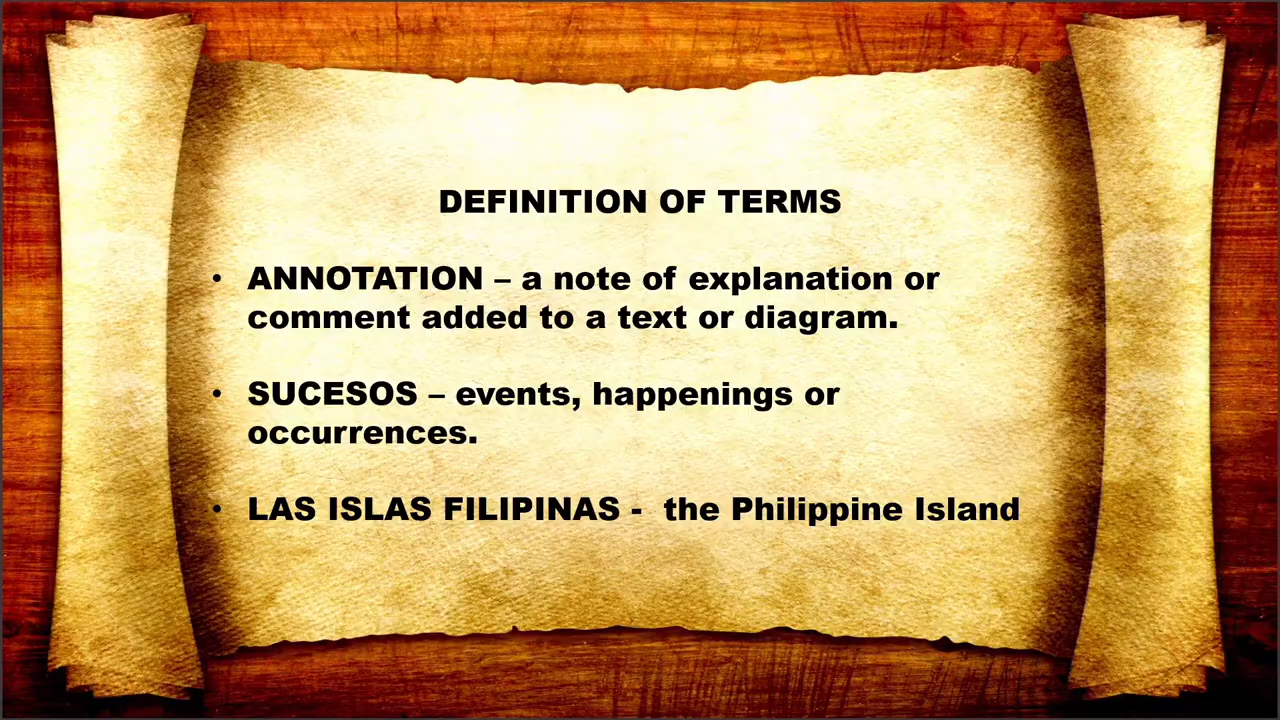 DEFINITION OF TERMS
• ANNOTATION – a note of explanation or
comment added to a text or diagram.
• SUCESOS – events, happenings or
occurrences.
• LAS ISLAS FILIPINAS -  the Philippine Island